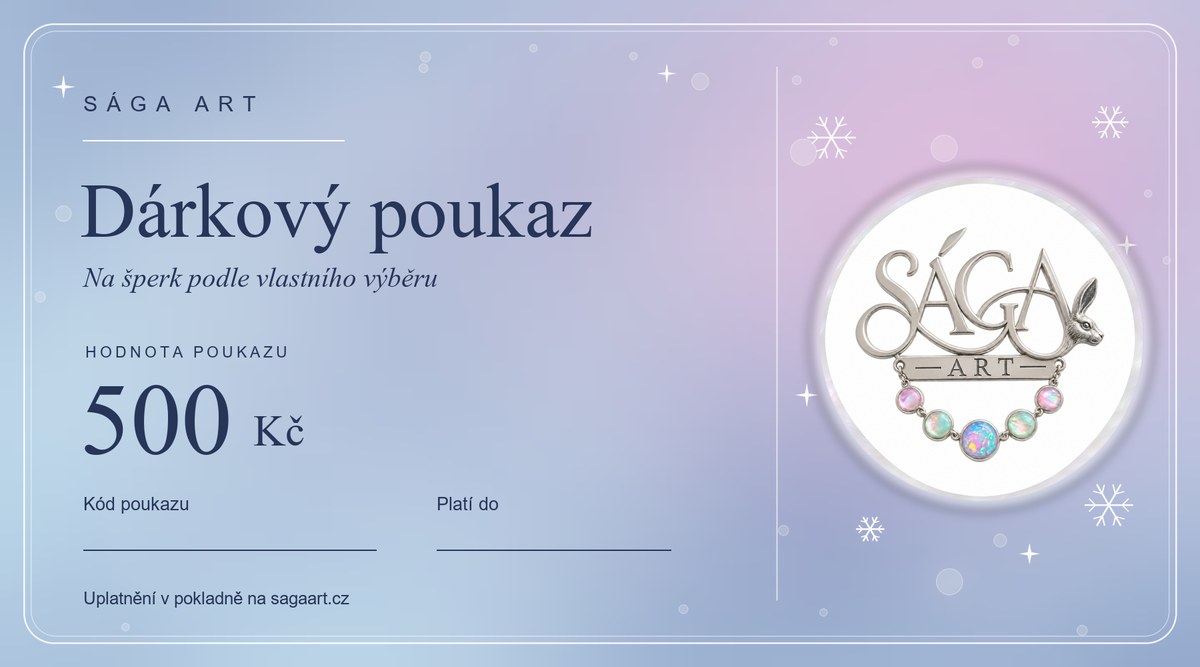 SÁGA ART
Dárkový poukaz
Na šperk podle vlastního výběru
HODNOTA POUKAZU
500 Kč
Kód poukazu
Platí do
Uplatnění v pokladně na sagaart.cz
SÁGA
ART